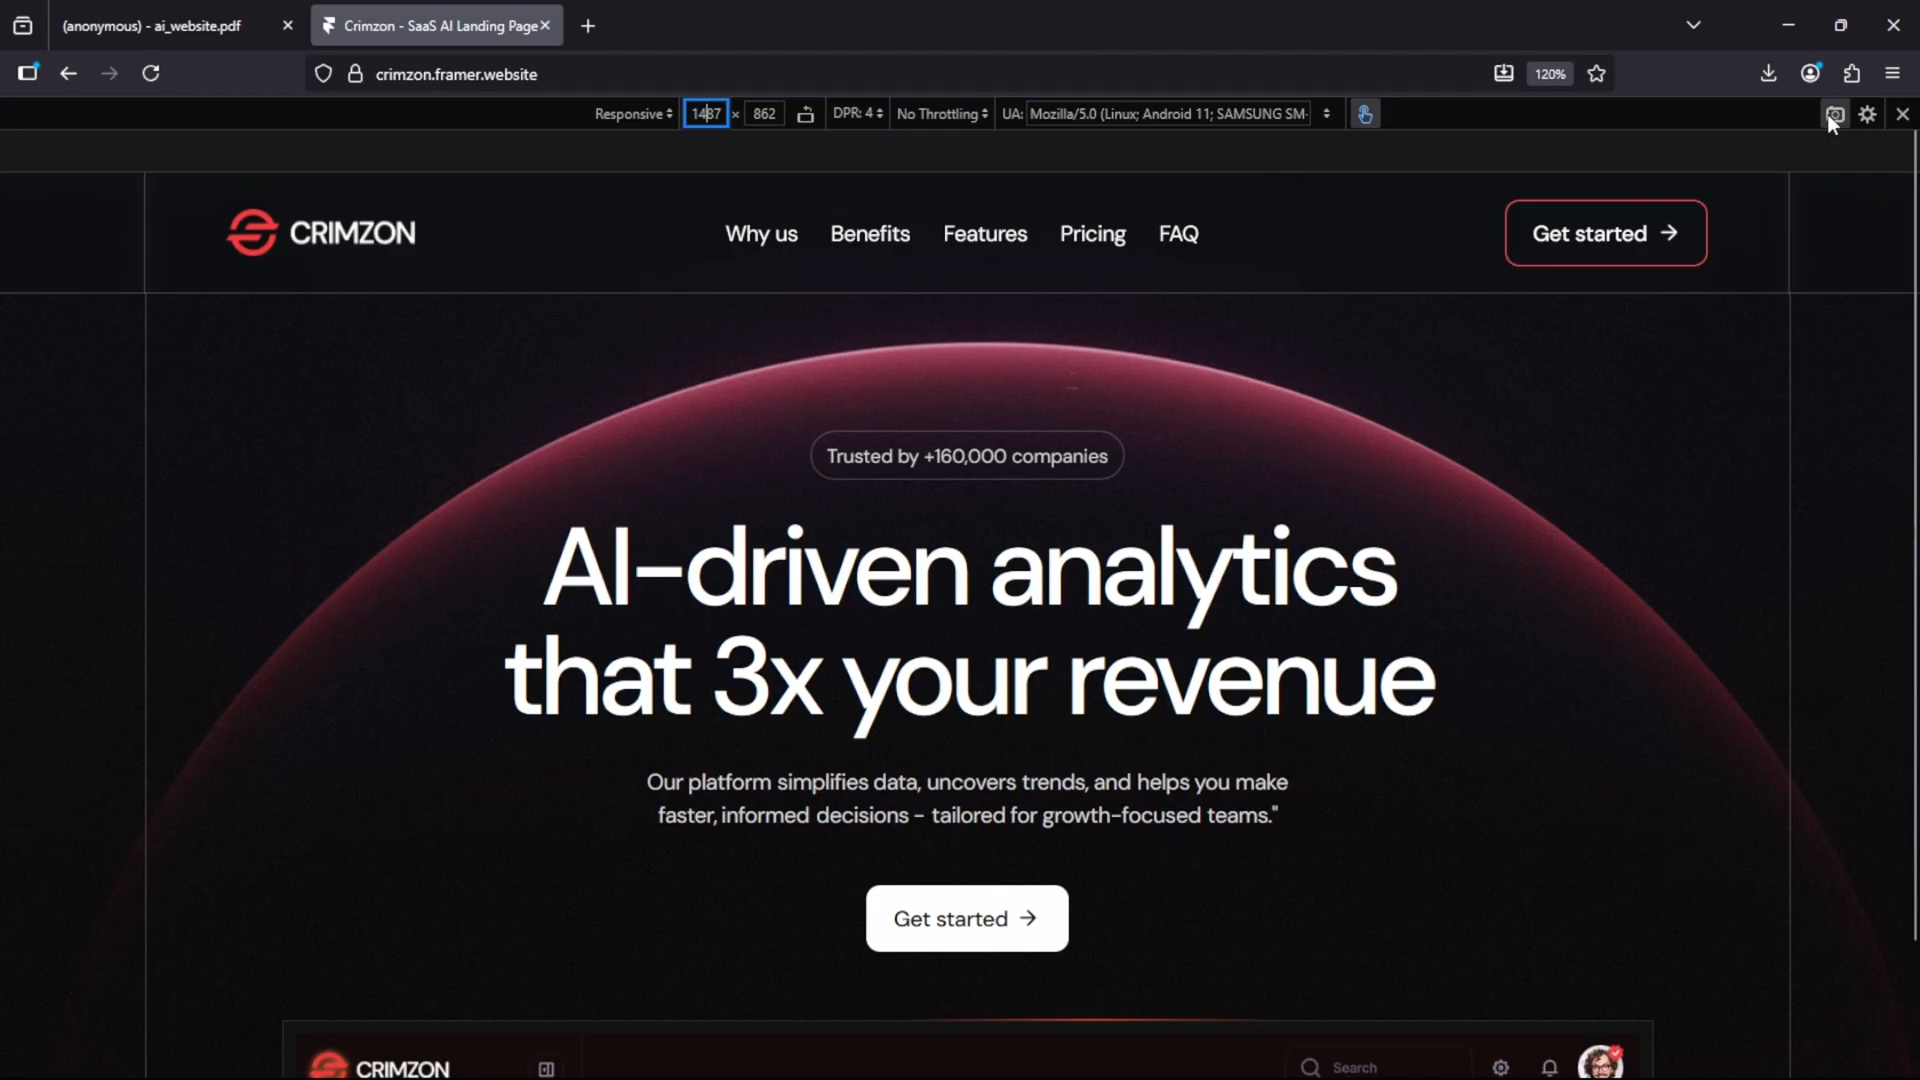 (anonymous) - ai_website.pdf
Crimzon - SaaS AI Landing Page
crimzon.framer.website
120%
Responsive
1487 × 862
DPR: 4
No Throttling
UA: Mozilla/5.0 (Linux; Android 11; SAMSUNG SM-
CRIMZON
Why us
Benefits
Features
Pricing
FAQ
Get started →
Trusted by +160,000 companies
AI-driven analytics
that 3x your revenue
Our platform simplifies data, uncovers trends, and helps you make
faster, informed decisions - tailored for growth-focused teams."
Get started →
CRIMZON
Search